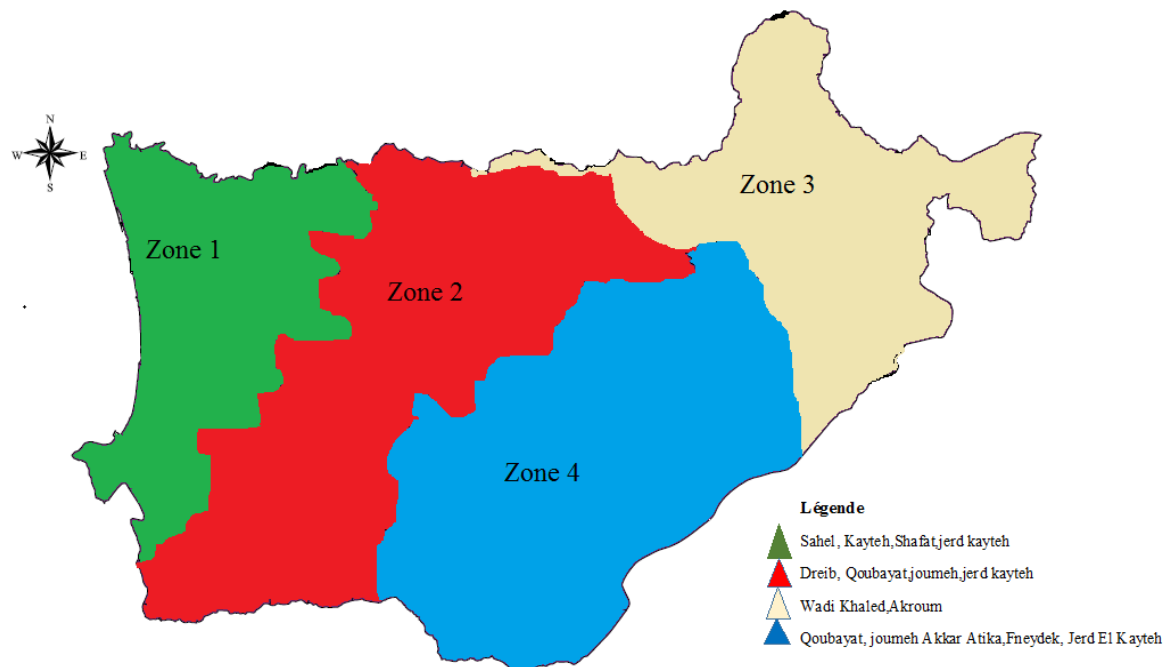 N
W E
S
Zone 1
Zone 2
Zone 3
Zone 4
Légende
Sahel, Kayteh,Shafat,jerd kayteh
Dreib, Qoubayat,joumeh,jerd kayteh
Wadi Khaled,Akroum
Qoubayat, joumeh Akkar Atika,Fneydek, Jerd El Kayteh